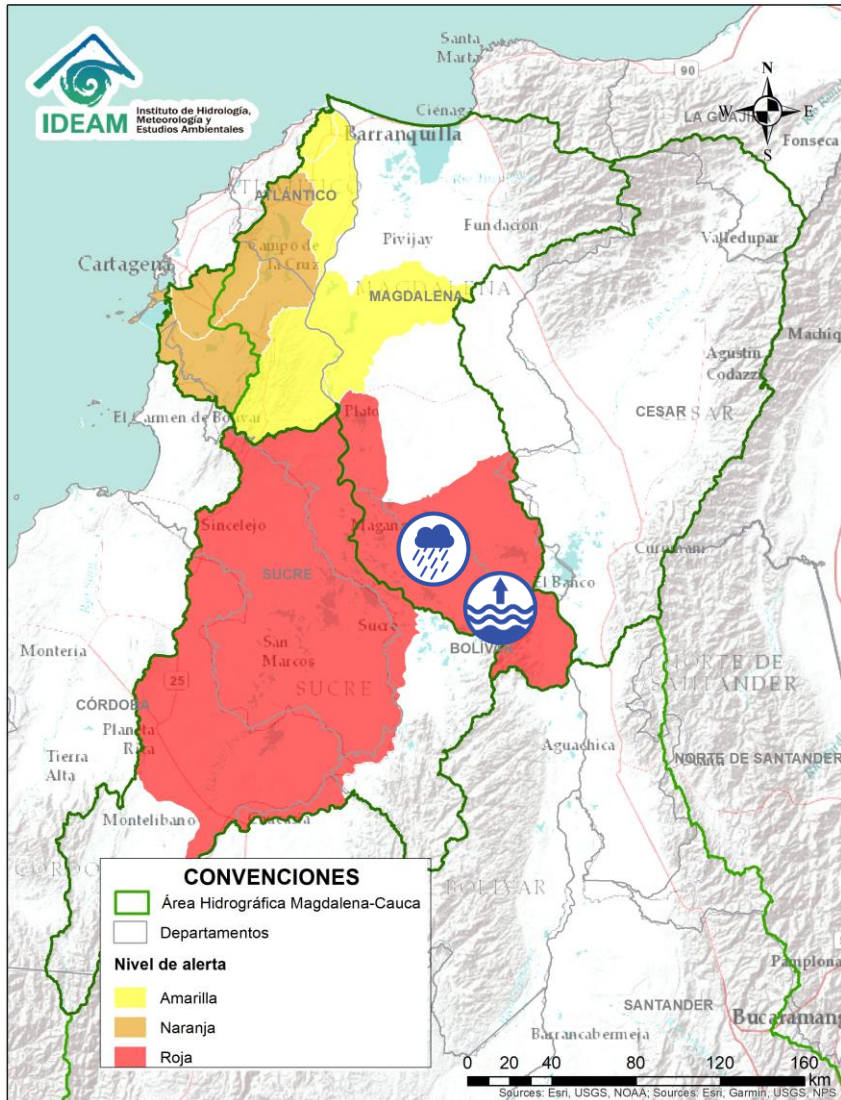 IDEAM
Instituto de Hidrología,
Meteorología y
Estudios Ambientales
Santa
Marta
90
N
W
E
S
LA GUAJIRA
Fonseca
Ciénaga
Barranquilla
ATLÁNTICO
Valledupar
Fundación
Pivijay
Campo de
la Cruz
Cartagena
MAGDALENA
Agustín
Codazzi
El Carmen de Bolívar
Plato
CESAR
CESAR
Sincelejo
SUCRE
Curumaní
El Banco
Sucre
BOLÍVAR
Montería
San
Marcos
SUCRE
25
CÓRDOBA
Planeta
Rica
Tierra
Alta
NORTE DE
SANTANDER
NORTE DE SANTANDER
Aguachica
Montelíbano
BOLÍVAR
CONVENCIONES
Área Hidrográfica Magdalena-Cauca
Departamentos
Nivel de alerta
Amarilla
Naranja
Roja
Pamplona
SANTANDER
Barrancabermeja
0 20 40 80 120 160
Km
Sources: Esri, USGS, NOAA; Sources: Esri, Garmin, USGS, NPS